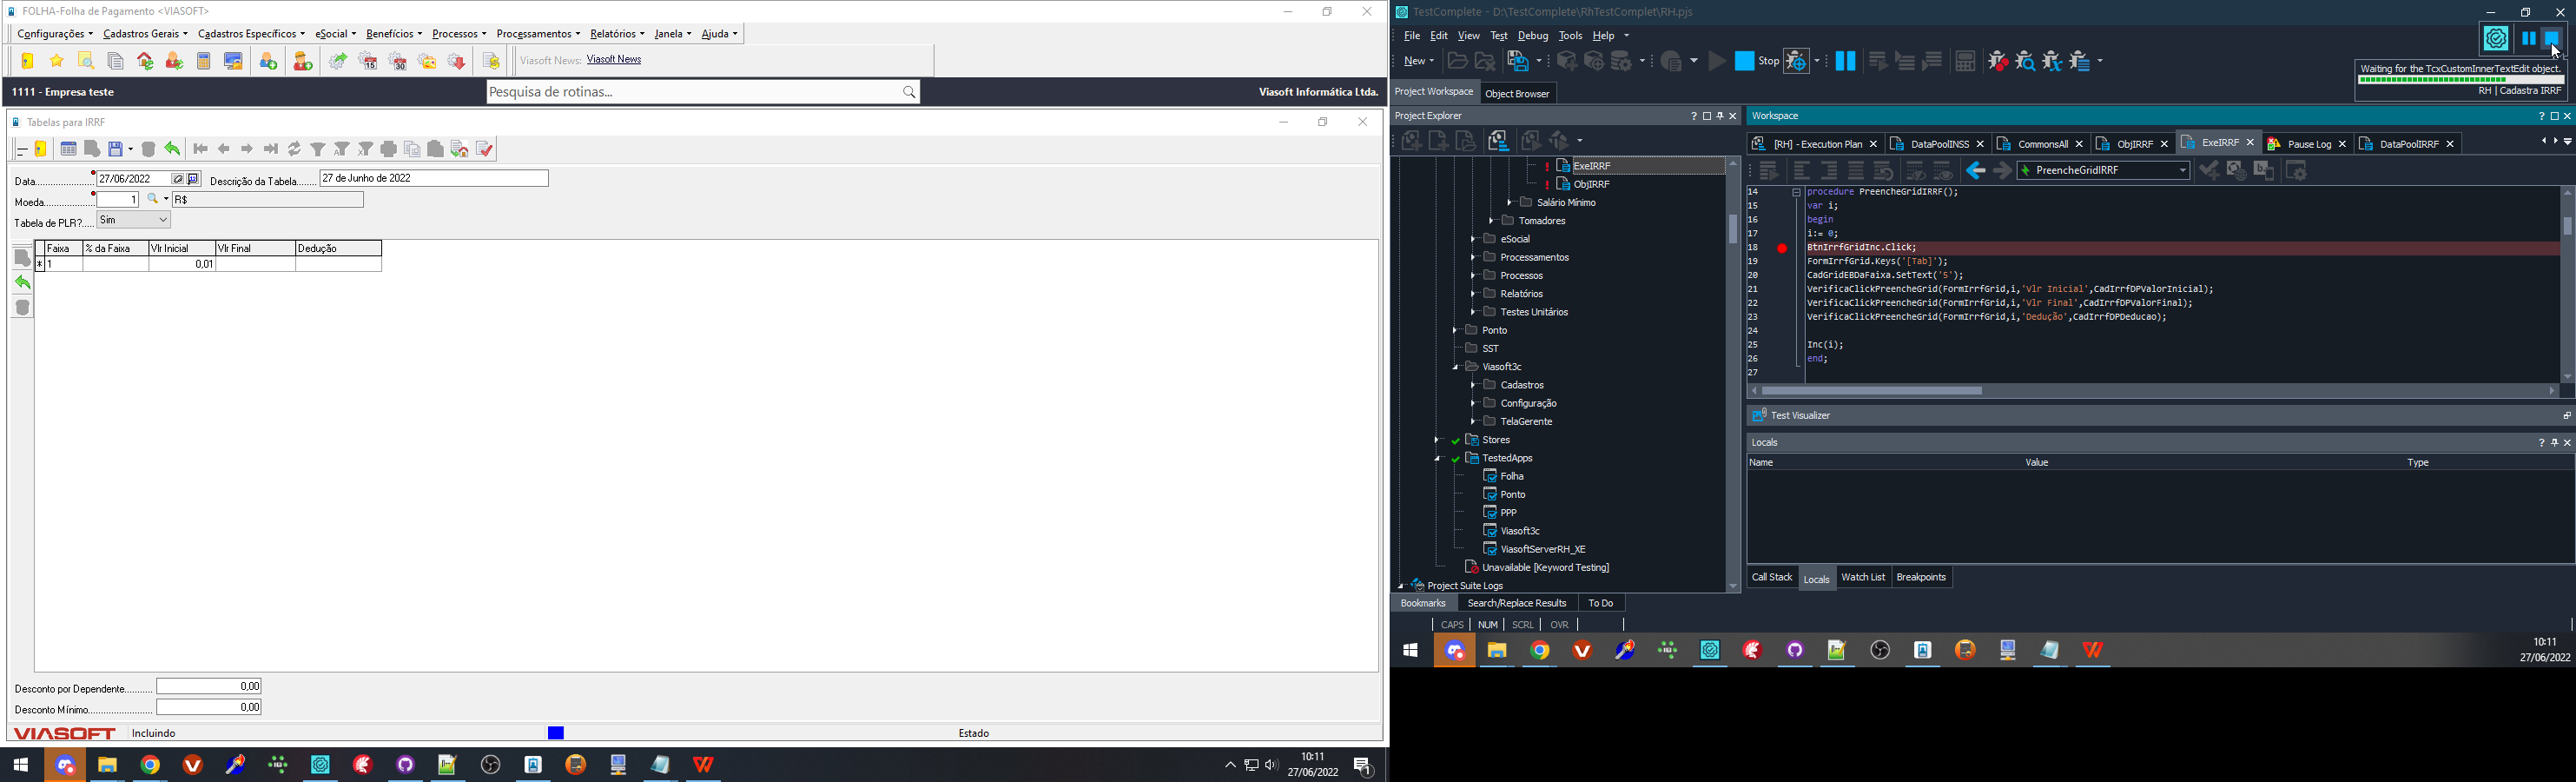 FOLHA-Folha de Pagamento <VIASOFT>
Configurações Cadastros Gerais Cadastros Específicos eSocial Benefícios Processos Processamentos Relatórios Janela Ajuda
Viasoft News: Viasoft News
1111 - Empresa teste
Pesquisa de rotinas...
Viasoft Informática Ltda.
Tabelas para IRRF
Data..................... 27/06/2022 Descrição da Tabela....... 27 de Junho de 2022
Moeda.................. 1 R$
Tabela de PLR?..... Sim
Faixa % da Faixa Vlr Inicial Vlr Final Dedução
* 1 0,01
Desconto por Dependente.......... 0,00
Desconto Mínimo....................... 0,00
VIASOFT Incluindo Estado
10:11
27/06/2022
1
TestComplete - D:\TestComplete\RhTestComplet\RH.pjs
File Edit View Test Debug Tools Help
New Stop
Waiting for the TcxCustomInnerTextEdit object.
RH | Cadastra IRRF
Project Workspace Object Browser
Project Explorer
ExeIRRF
ObjIRRF
Salário Mínimo
Tomadores
eSocial
Processamentos
Processos
Relatórios
Testes Unitários
Ponto
SST
Viasoft3c
Cadastros
Configuração
TelaGerente
Stores
TestedApps
Folha
Ponto
PPP
Viasoft3c
ViasoftServerRH_XE
Unavailable [Keyword Testing]
Project Suite Logs
Bookmarks Search/Replace Results To Do
CAPS NUM SCRL OVR
Workspace
[RH] - Execution Plan DataPoolINSS CommonsAll ObjIRRF ExeIRRF Pause Log DataPoolIRRF
PreencheGridIRRF
14 procedure PreencheGridIRRF();
15 var i;
16 begin
17 i:= 0;
18 BtnIrrfGridInc.Click;
19 FormIrrfGrid.Keys('[Tab]');
20 CadGridEBDaFaixa.SetText('5');
21 VerificaClickPreencheGrid(FormIrrfGrid,i,'Vlr Inicial',CadIrrfDPValorInicial);
22 VerificaClickPreencheGrid(FormIrrfGrid,i,'Vlr Final',CadIrrfDPValorFinal);
23 VerificaClickPreencheGrid(FormIrrfGrid,i,'Dedução',CadIrrfDPDeducao);
24
25 Inc(i);
26 end;
27
Test Visualizer
Locals
Name Value Type
Call Stack Locals Watch List Breakpoints
10:11
27/06/2022